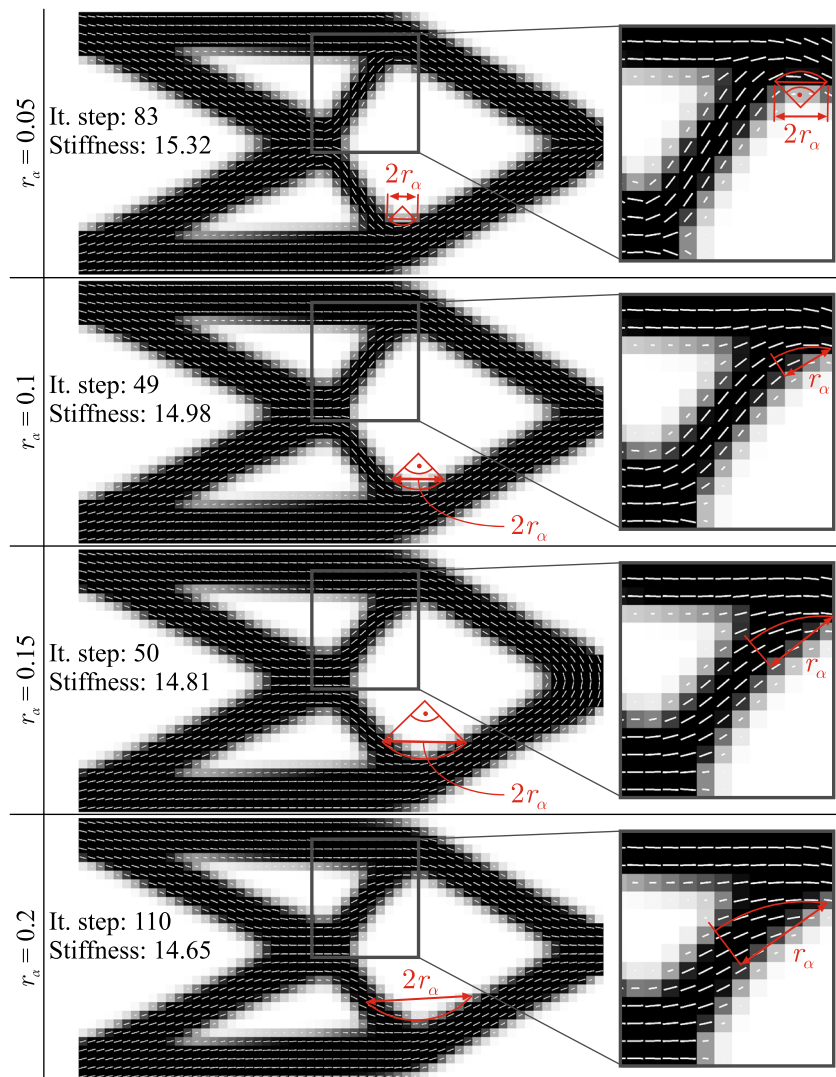 r_α = 0.05
It. step: 83
Stiffness: 15.32
2r_α
2r_α
r_α = 0.1
It. step: 49
Stiffness: 14.98
2r_α
r_α
r_α = 0.15
It. step: 50
Stiffness: 14.81
2r_α
r_α
r_α = 0.2
It. step: 110
Stiffness: 14.65
2r_α
r_α